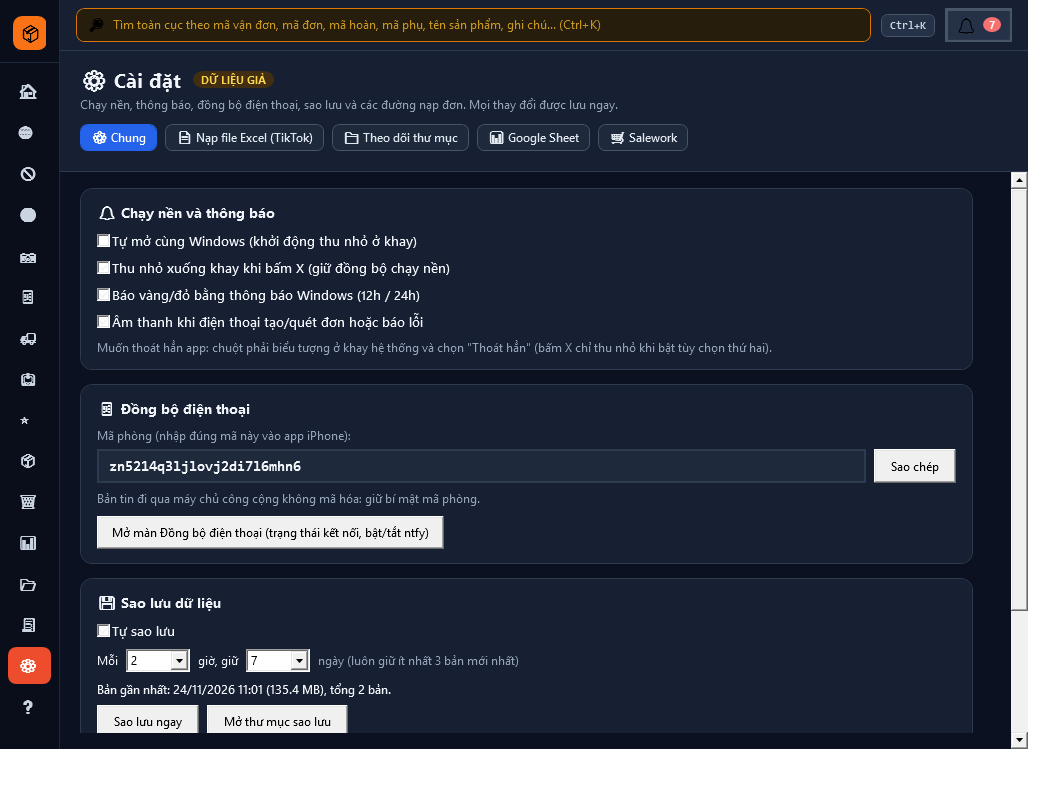 Tìm toàn cục theo mã vận đơn, mã đơn, mã hoàn, mã phụ, tên sản phẩm, ghi chú... (Ctrl+K)
Ctrl+K
7
Cài đặt
DỮ LIỆU GIẢ
Chạy nền, thông báo, đồng bộ điện thoại, sao lưu và các đường nạp đơn. Mọi thay đổi được lưu ngay.
Chung
Nạp file Excel (TikTok)
Theo dõi thư mục
Google Sheet
Salework
Chạy nền và thông báo
Tự mở cùng Windows (khởi động thu nhỏ ở khay)
Thu nhỏ xuống khay khi bấm X (giữ đồng bộ chạy nền)
Báo vàng/đỏ bằng thông báo Windows (12h / 24h)
Âm thanh khi điện thoại tạo/quét đơn hoặc báo lỗi
Muốn thoát hẳn app: chuột phải biểu tượng ở khay hệ thống và chọn "Thoát hẳn" (bấm X chỉ thu nhỏ khi bật tùy chọn thứ hai).
Đồng bộ điện thoại
Mã phòng (nhập đúng mã này vào app iPhone):
zn5214q3ljlovj2di7l6mhn6
Sao chép
Bản tin đi qua máy chủ công cộng không mã hóa: giữ bí mật mã phòng.
Mở màn Đồng bộ điện thoại (trạng thái kết nối, bật/tắt ntfy)
Sao lưu dữ liệu
Tự sao lưu
Mỗi 2 giờ, giữ 7 ngày (luôn giữ ít nhất 3 bản mới nhất)
Bản gần nhất: 24/11/2026 11:01 (135.4 MB), tổng 2 bản.
Sao lưu ngay
Mở thư mục sao lưu
?